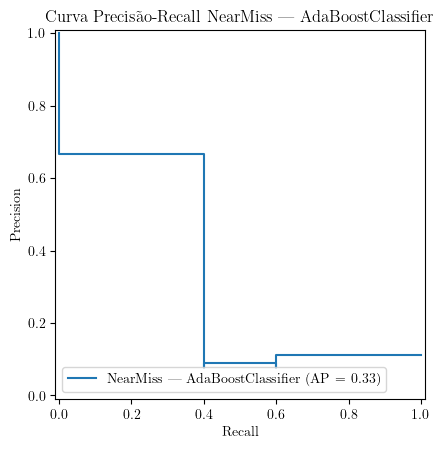 Curva Precisão-Recall NearMiss — AdaBoostClassifier
1.0
0.8
0.6
0.4
0.2
0.0
Precision
NearMiss — AdaBoostClassifier (AP = 0.33)
0.0 0.2 0.4 0.6 0.8 1.0
Recall